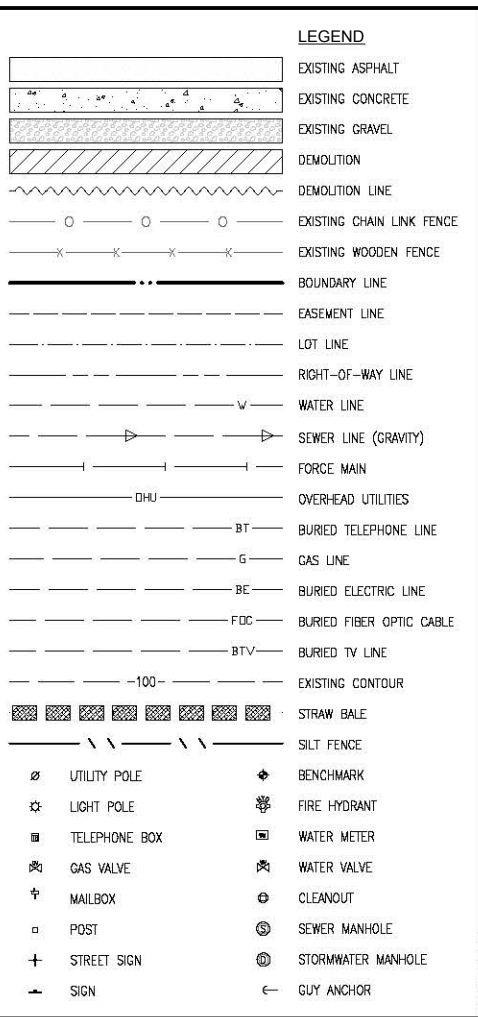 LEGEND
EXISTING ASPHALT
EXISTING CONCRETE
EXISTING GRAVEL
DEMOLITION
DEMOLITION LINE
O O O EXISTING CHAIN LINK FENCE
X X X X EXISTING WOODEN FENCE
BOUNDARY LINE
EASEMENT LINE
LOT LINE
RIGHT-OF-WAY LINE
W WATER LINE
SEWER LINE (GRAVITY)
FORCE MAIN
OHU OVERHEAD UTILITIES
BT BURIED TELEPHONE LINE
G GAS LINE
BE BURIED ELECTRIC LINE
FOC BURIED FIBER OPTIC CABLE
BTV BURIED TV LINE
100 EXISTING CONTOUR
STRAW BALE
SILT FENCE
UTILITY POLE BENCHMARK
LIGHT POLE FIRE HYDRANT
TELEPHONE BOX WATER METER
GAS VALVE WATER VALVE
MAILBOX CLEANOUT
POST S SEWER MANHOLE
STREET SIGN D STORMWATER MANHOLE
SIGN GUY ANCHOR